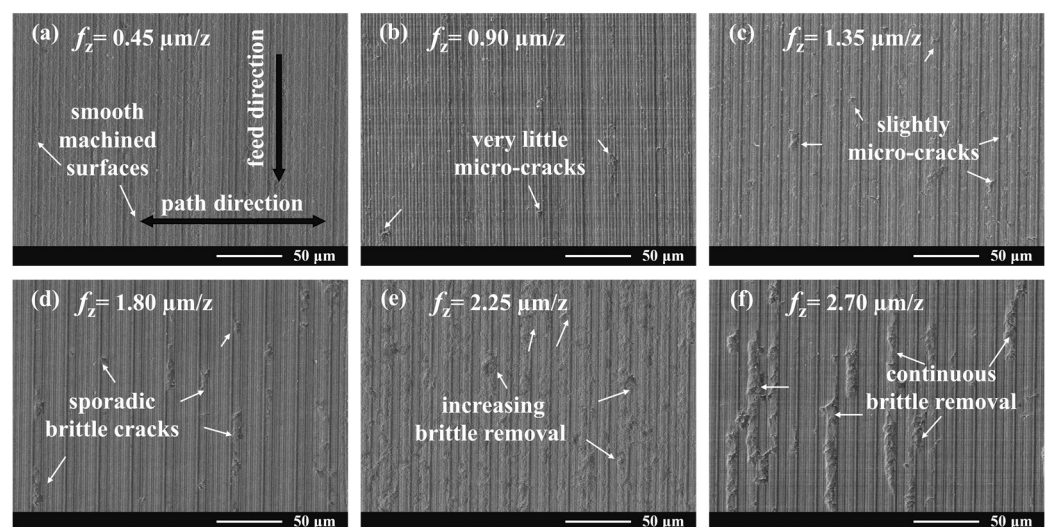 (a) fz= 0.45 μm/z
smooth
machined
surfaces
feed direction
path direction
50 μm
(b) fz= 0.90 μm/z
very little
micro-cracks
50 μm
(c) fz= 1.35 μm/z
slightly
micro-cracks
50 μm
(d) fz= 1.80 μm/z
sporadic
brittle cracks
50 μm
(e) fz= 2.25 μm/z
increasing
brittle removal
50 μm
(f) fz= 2.70 μm/z
continuous
brittle removal
50 μm